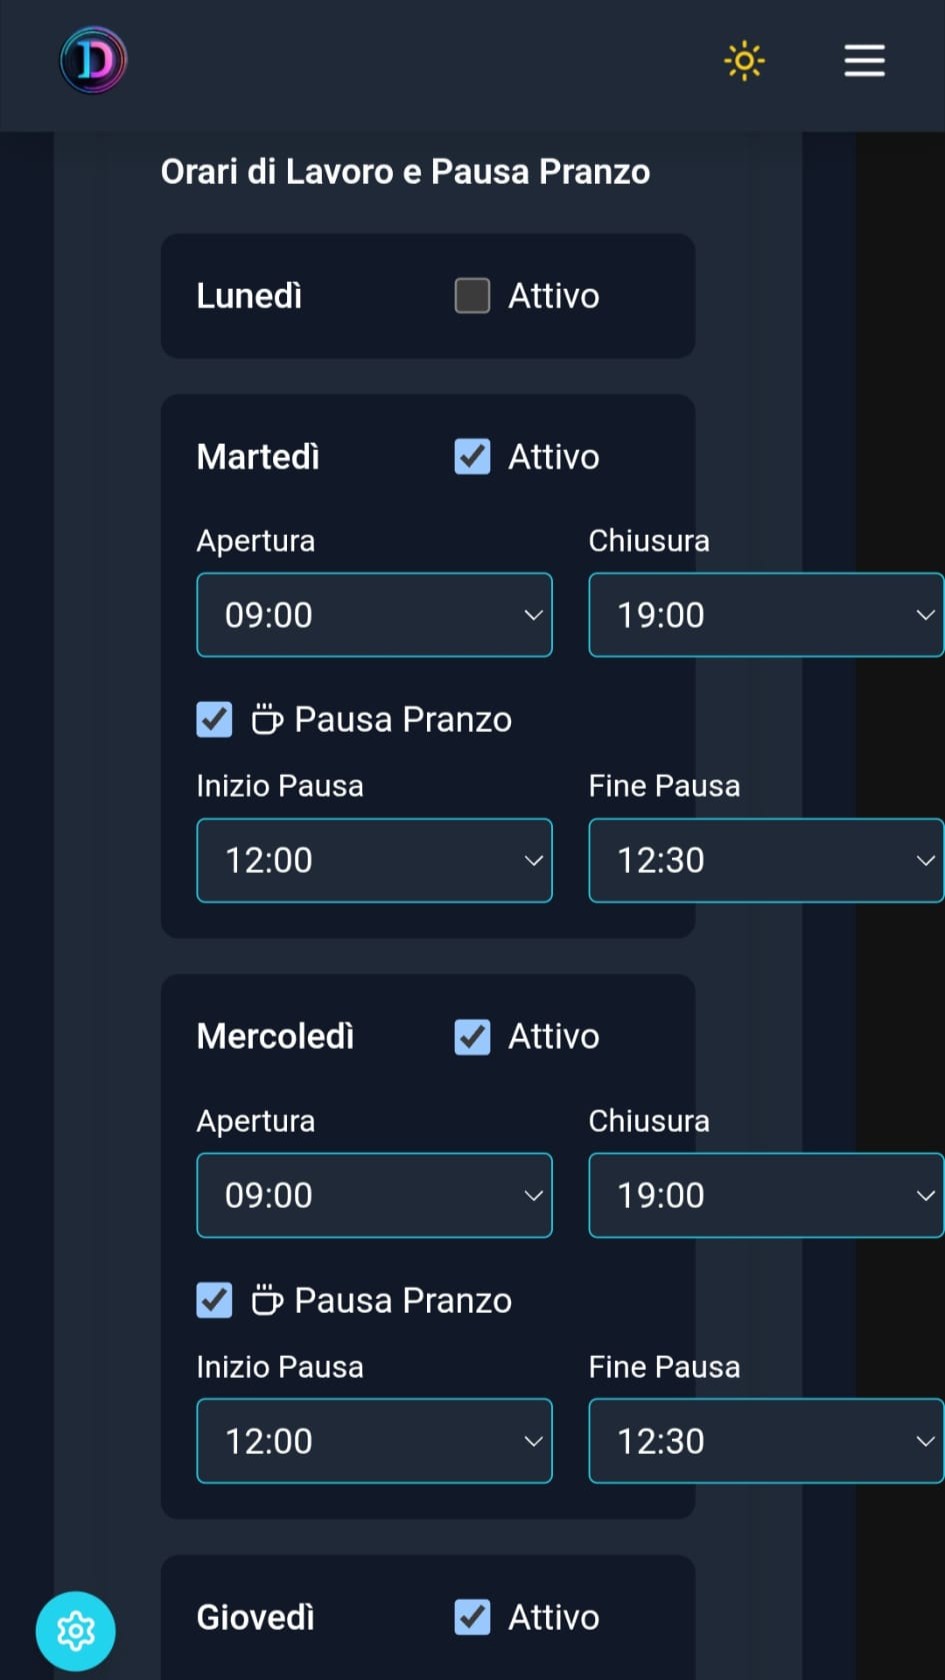 D
Orari di Lavoro e Pausa Pranzo
Lunedì Attivo
Martedì Attivo
Apertura Chiusura
09:00 19:00
Pausa Pranzo
Inizio Pausa Fine Pausa
12:00 12:30
Mercoledì Attivo
Apertura Chiusura
09:00 19:00
Pausa Pranzo
Inizio Pausa Fine Pausa
12:00 12:30
Giovedì Attivo